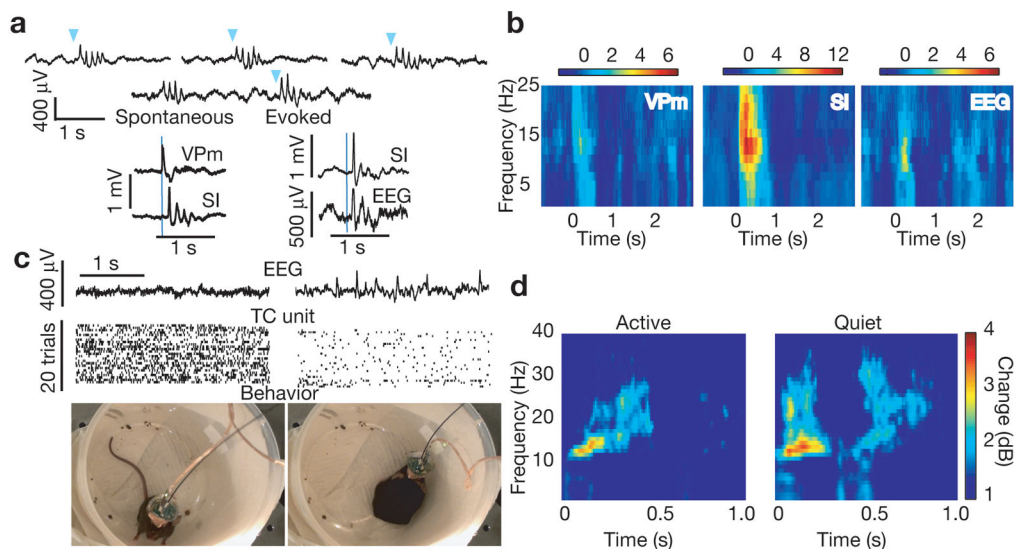 a
400 μV
1 s
Spontaneous Evoked
VPm
SI
1 mV
1 s
SI
EEG
1 mV
500 μV
1 s
b
0 2 4 6
0 4 8 12
0 2 4 6
VPm
SI
EEG
Frequency (Hz)
25
15
5
0 1 2
0 1 2
0 1 2
Time (s)
Time (s)
Time (s)
c
1 s
EEG
400 μV
TC unit
20 trials
Behavior
d
Active
Quiet
Frequency (Hz)
40
30
20
10
0 0.5 1.0
0 0.5 1.0
Time (s)
Time (s)
4
3
2
1
Change (dB)